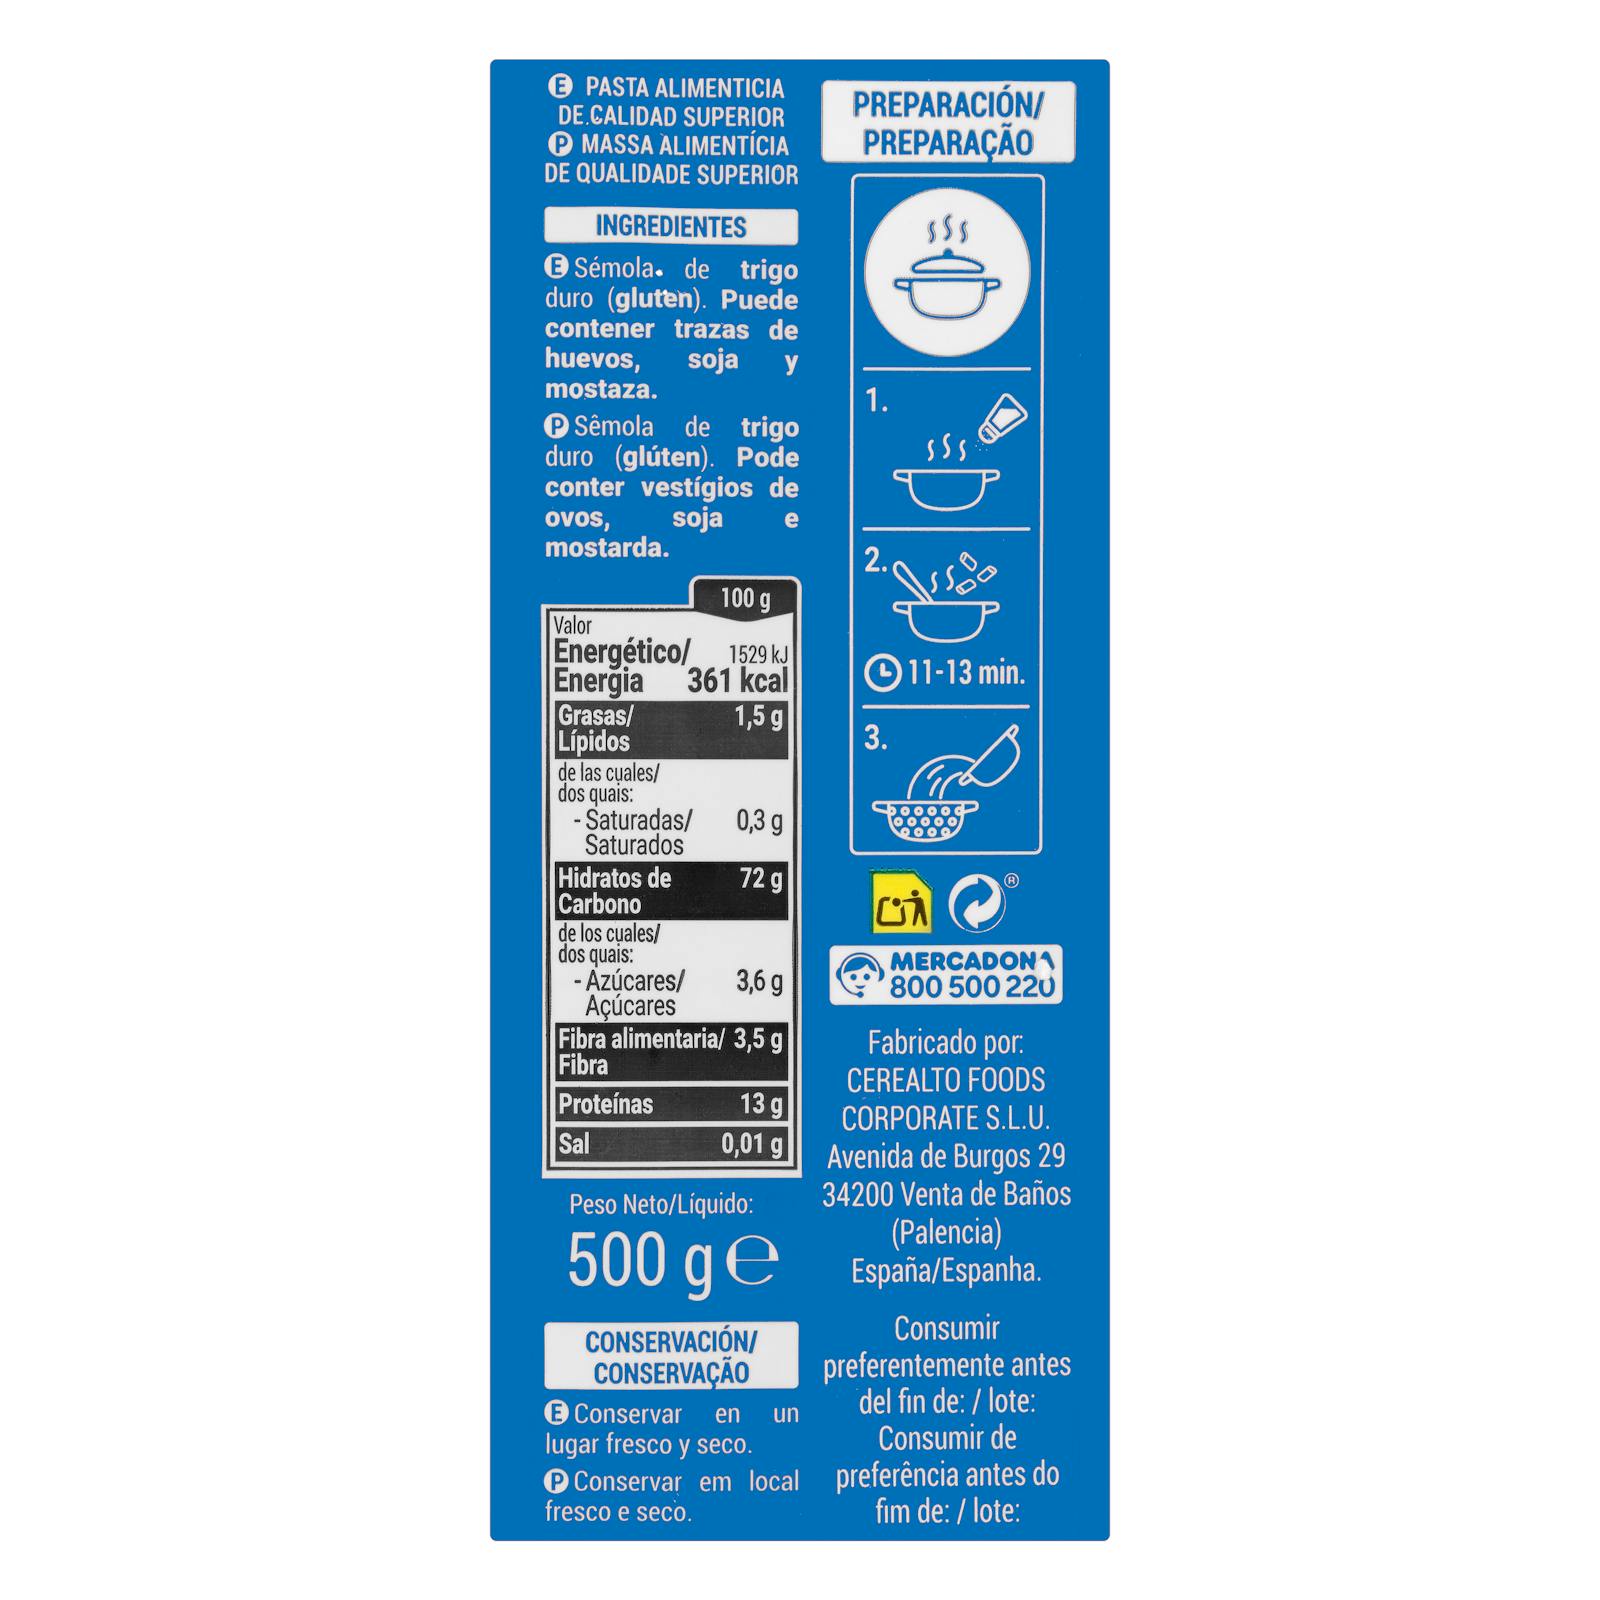 E PASTA ALIMENTICIA
DE CALIDAD SUPERIOR
P MASSA ALIMENTÍCIA
DE QUALIDADE SUPERIOR
INGREDIENTES
E Sémola de trigo
duro (gluten). Puede
contener trazas de
huevos, soja y
mostaza.
P Sêmola de trigo
duro (glúten). Pode
conter vestígios de
ovos, soja e
mostarda.
100 g
Valor
Energético/ 1529 kJ
Energia 361 kcal
Grasas/ 1,5 g
Lípidos
de las cuales/
dos quais:
- Saturadas/ 0,3 g
Saturados
Hidratos de 72 g
Carbono
de los cuales/
dos quais:
- Azúcares/ 3,6 g
Açúcares
Fibra alimentaria/ 3,5 g
Fibra
Proteínas 13 g
Sal 0,01 g
Peso Neto/Líquido:
500 g e
CONSERVACIÓN/
CONSERVAÇÃO
E Conservar en un
lugar fresco y seco.
P Conservar em local
fresco e seco.
PREPARACIÓN/
PREPARAÇÃO
1.
2.
11-13 min.
3.
®
MERCADONA
800 500 220
Fabricado por:
CEREALTO FOODS
CORPORATE S.L.U.
Avenida de Burgos 29
34200 Venta de Baños
(Palencia)
España/Espanha.
Consumir
preferentemente antes
del fin de: / lote:
Consumir de
preferência antes do
fim de: / lote: